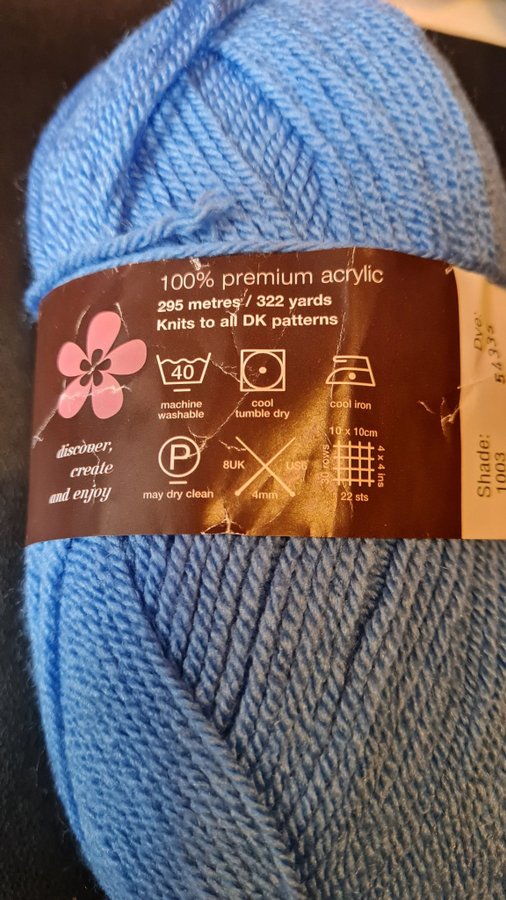 100% premium acrylic
295 metres / 322 yards
Knits to all DK patterns
40
machine
washable
cool
tumble dry
cool iron
discover,
create
and enjoy
P
may dry clean
8UK
US6
4mm
10 x 10cm
30 rows
4 x 4 ins
22 sts
Dye:
Shade:
1003